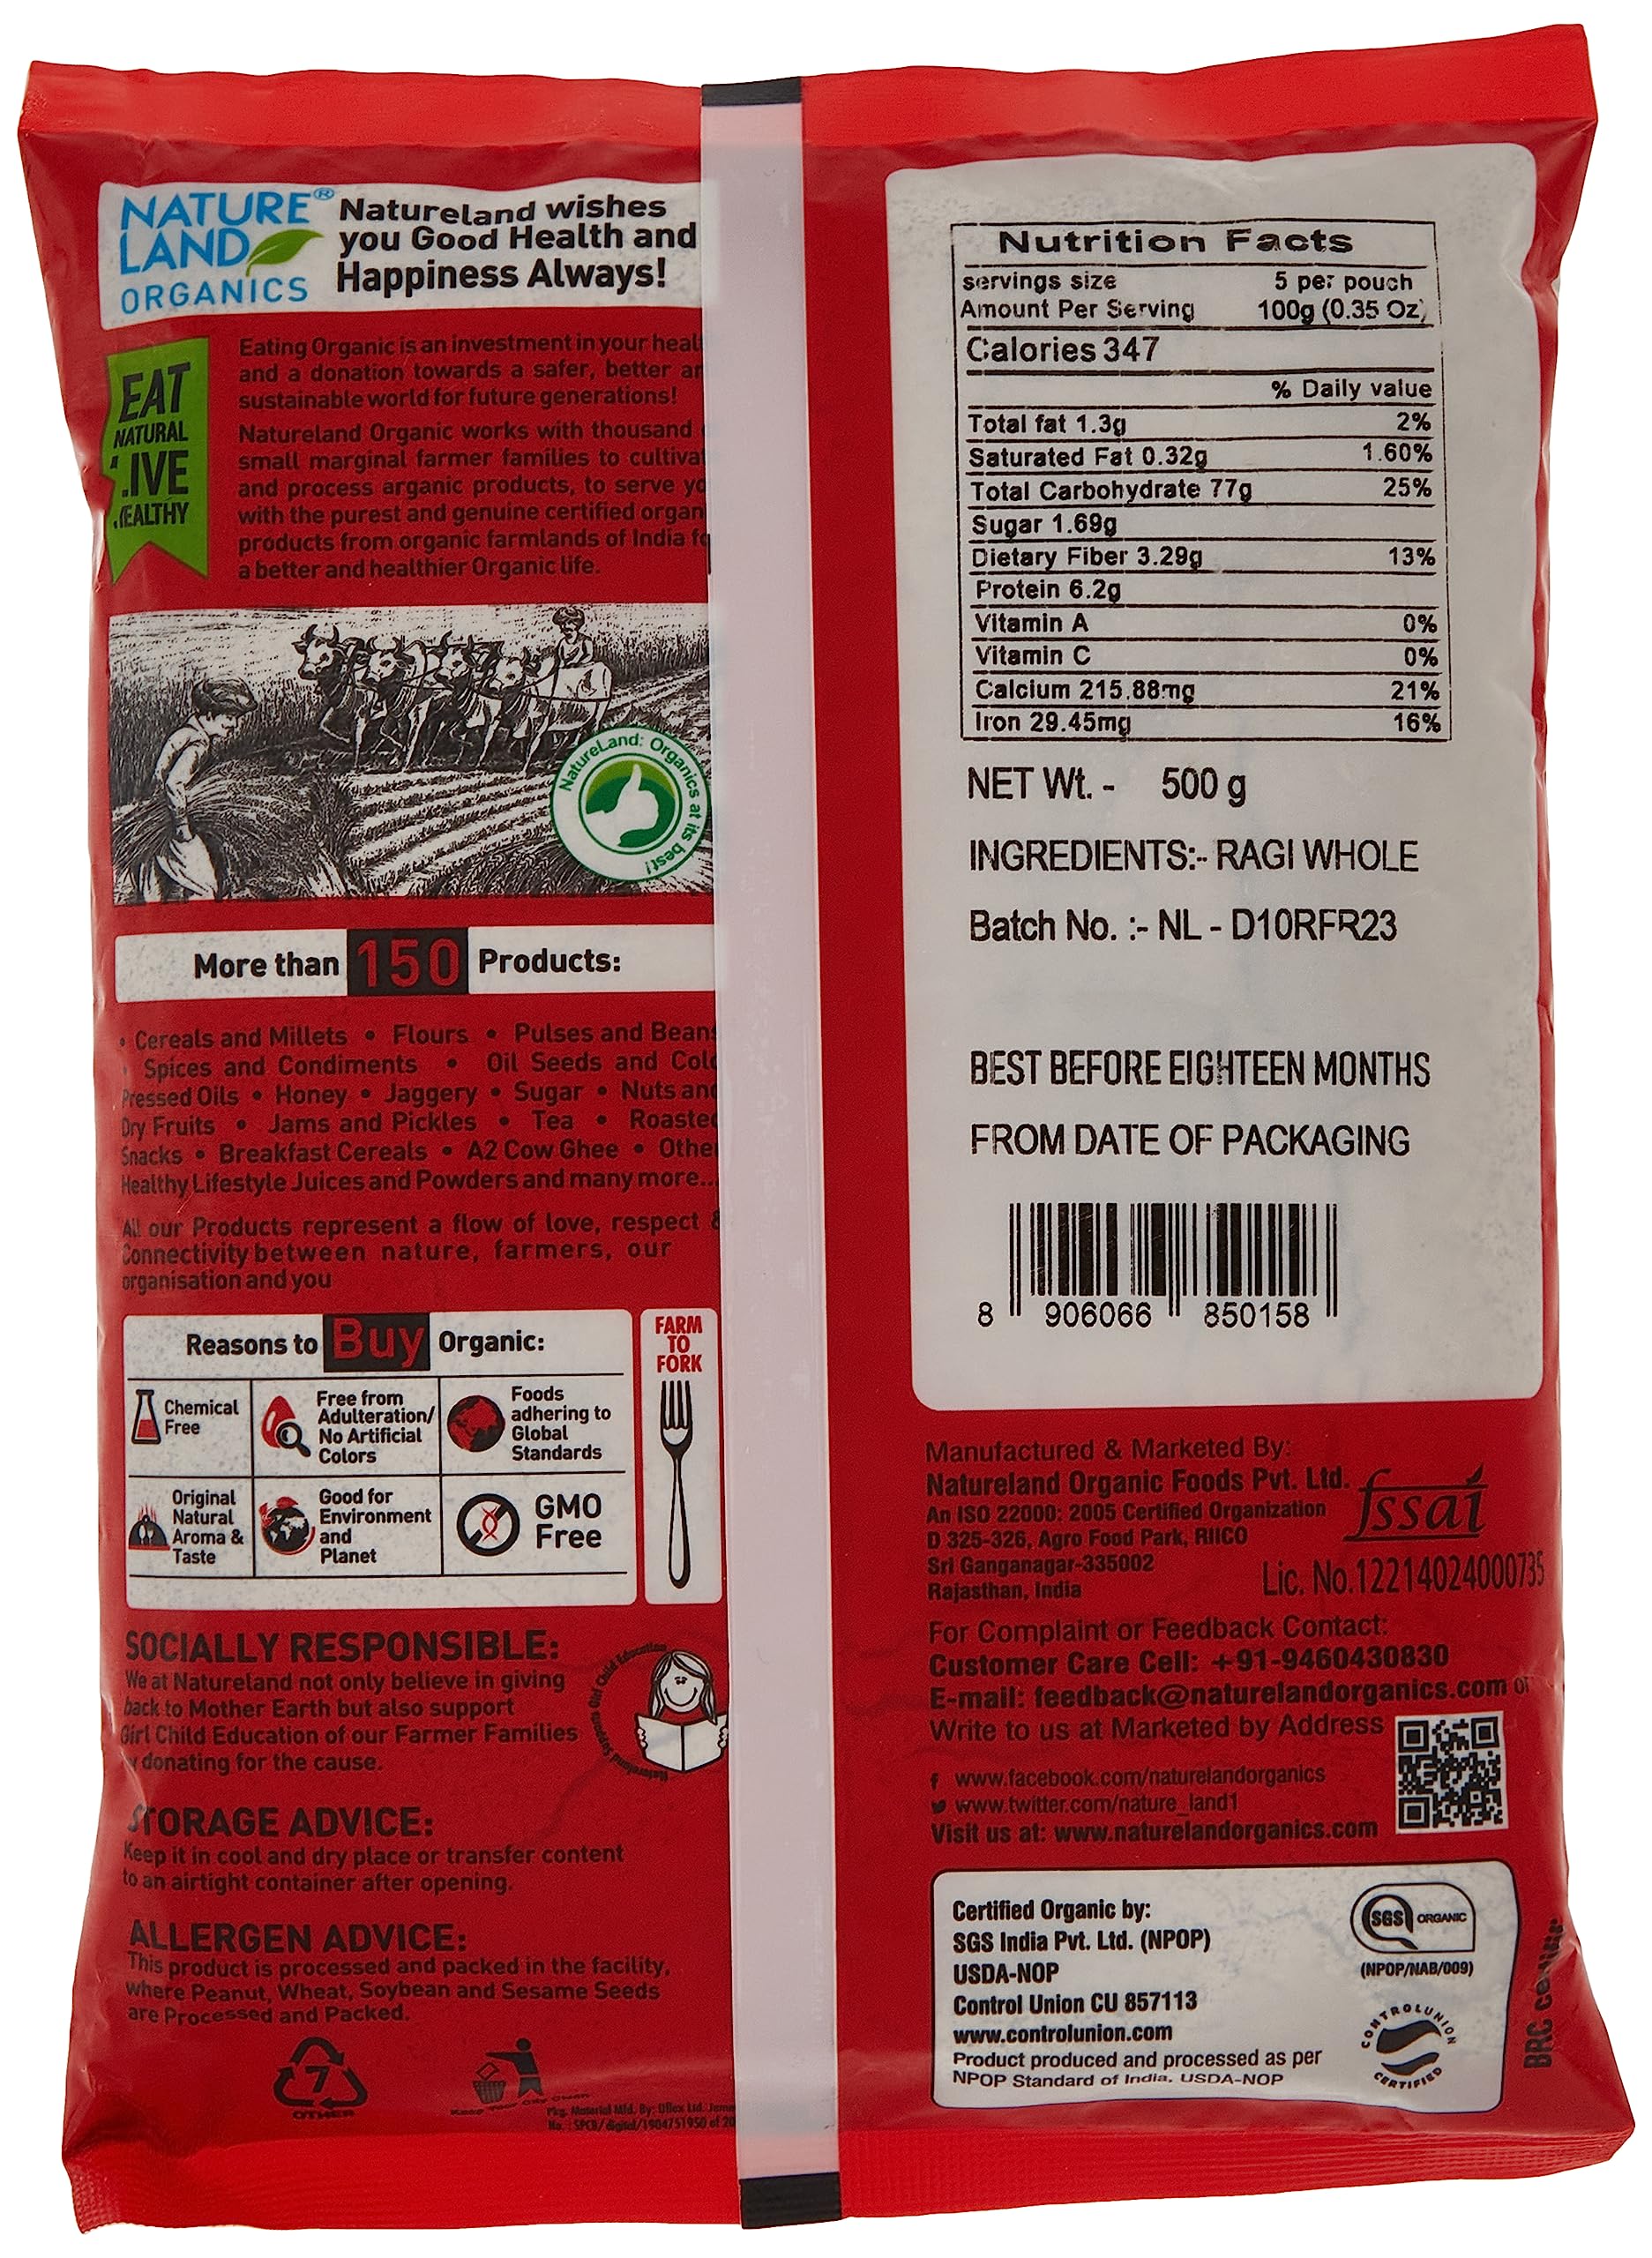 NATURE®
LAND
ORGANICS
Natureland wishes
you Good Health and
Happiness Always!
EAT
NATURAL
Eating Organic is an investment in your
and a donation towards a safer, better
sustainable world for future generations!
Natureland Organic works with thousand
small marginal farmer families to
and process arganic products, to serve
with the purest and genuine certified
products from organic farmlands of India
a better and healthier Organic life.
NatureLand: Organics at its best!
More than 150 Products:
• Cereals and Millets • Flours • Pulses and Beans
• Spices and Condiments • Oil Seeds and
Pressed Oils • Honey • Jaggery • Sugar • Nuts and
Dry Fruits • Jams and Pickles • Tea •
Snacks • Breakfast Cereals • A2 Cow Ghee •
Healthy Lifestyle Juices and Powders and many more...
All our Products represent a flow of love, respect &
Connectivity between nature, farmers, our
organisation and you
Reasons to Buy Organic:
Chemical
Free
Free from
Adulteration/
No Artificial
Colors
Foods
adhering to
Global
Standards
Original
Natural
Aroma &
Taste
Good for
Environment
and
Planet
GMO
Free
FARM
TO
FORK
SOCIALLY RESPONSIBLE:
We at Natureland not only believe in giving
back to Mother Earth but also support
Girl Child Education of our Farmer Families
donating for the cause.
Natureland Supports Girl Child Education
STORAGE ADVICE:
Keep it in cool and dry place or transfer content
to an airtight container after opening.
ALLERGEN ADVICE:
This product is processed and packed in the facility,
where Peanut, Wheat, Soybean and Sesame Seeds
are Processed and Packed.
7
OTHER
Pkg. Material Mfd. By: Uflex Ltd.
Nutrition Facts
servings size 5 per pouch
Amount Per Serving 100g (0.35 Oz)
Calories 347
% Daily value
Total fat 1.3g 2%
Saturated Fat 0.32g 1.60%
Total Carbohydrate 77g 25%
Sugar 1.69g
Dietary Fiber 3.29g 13%
Protein 6.2g
Vitamin A 0%
Vitamin C 0%
Calcium 215.88mg 21%
Iron 29.45mg 16%
NET Wt. - 500 g
INGREDIENTS:- RAGI WHOLE
Batch No. :- NL - D10RFR23
BEST BEFORE EIGHTEEN MONTHS
FROM DATE OF PACKAGING
8 906066 850158
Manufactured & Marketed By:
Natureland Organic Foods Pvt. Ltd.
An ISO 22000: 2005 Certified Organization
D 325-326, Agro Food Park, RIICO
Sri Ganganagar-335002
Rajasthan, India
fssai
Lic. No.12214024000735
For Complaint or Feedback Contact:
Customer Care Cell: +91-9460430830
E-mail: feedback@naturelandorganics.com or
Write to us at Marketed by Address
www.facebook.com/naturelandorganics
www.twitter.com/nature_land1
Visit us at: www.naturelandorganics.com
Certified Organic by:
SGS India Pvt. Ltd. (NPOP)
USDA-NOP
Control Union CU 857113
www.controlunion.com
Product produced and processed as per
NPOP Standard of India. USDA-NOP
SGS ORGANIC
(NPOP/NAB/009)
CONTROLUNION
CERTIFIED
BRC